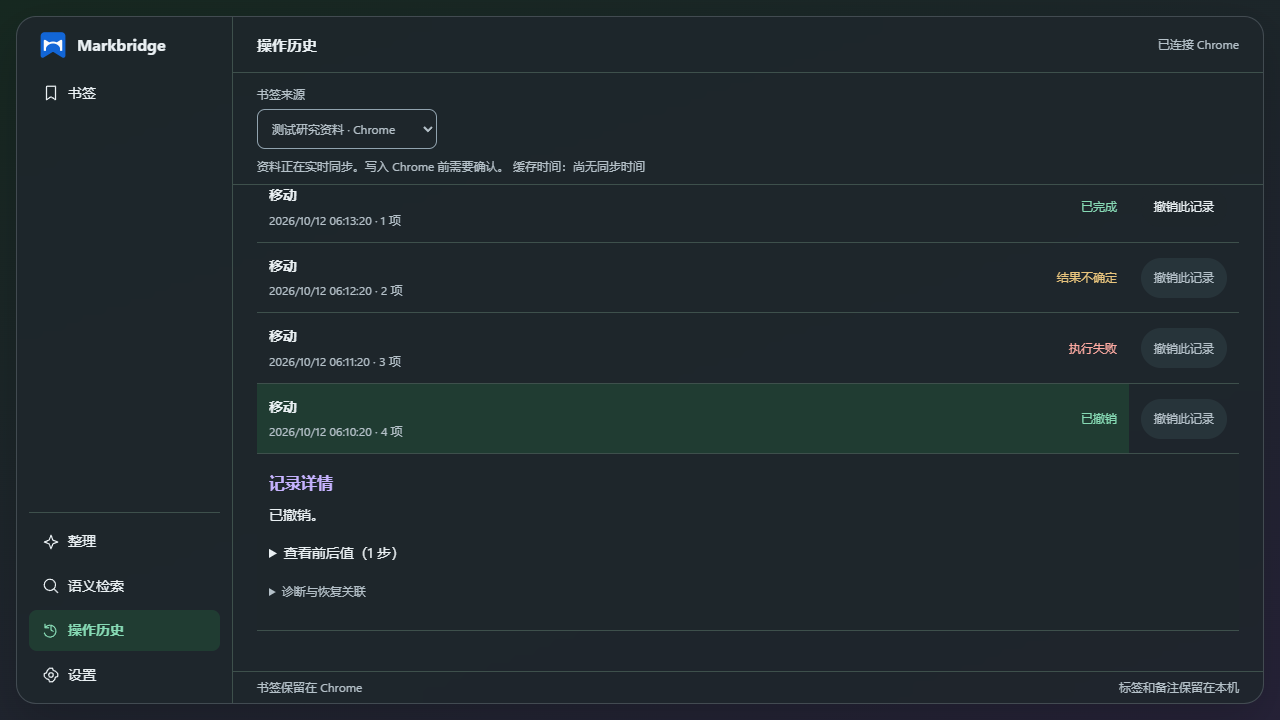 Markbridge
书签
整理
语义检索
操作历史
设置
操作历史
已连接 Chrome
书签来源
测试研究资料 · Chrome
资料正在实时同步。写入 Chrome 前需要确认。 缓存时间：尚无同步时间
移动
2026/10/12 06:13:20 · 1 项
已完成
撤销此记录
移动
2026/10/12 06:12:20 · 2 项
结果不确定
撤销此记录
移动
2026/10/12 06:11:20 · 3 项
执行失败
撤销此记录
移动
2026/10/12 06:10:20 · 4 项
已撤销
撤销此记录
记录详情
已撤销。
查看前后值（1 步）
诊断与恢复关联
书签保留在 Chrome
标签和备注保留在本机